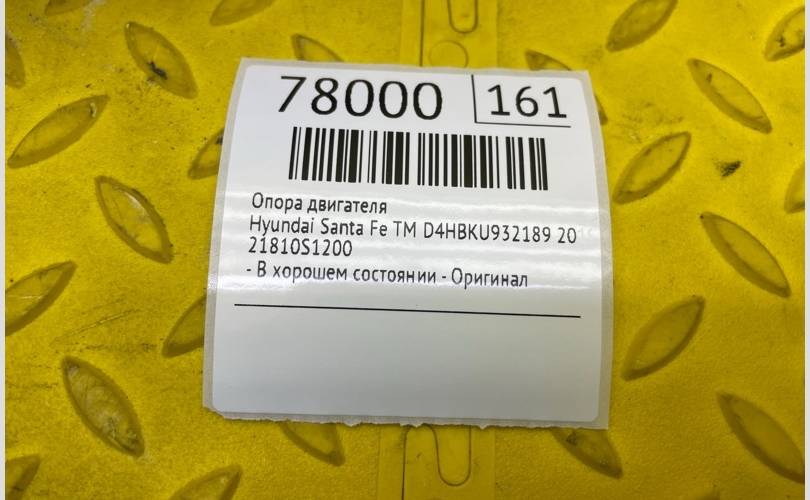 78000 161
Опора двигателя
Hyundai Santa Fe TM D4HBKU932189 20
21810S1200
- В хорошем состоянии - Оригинал